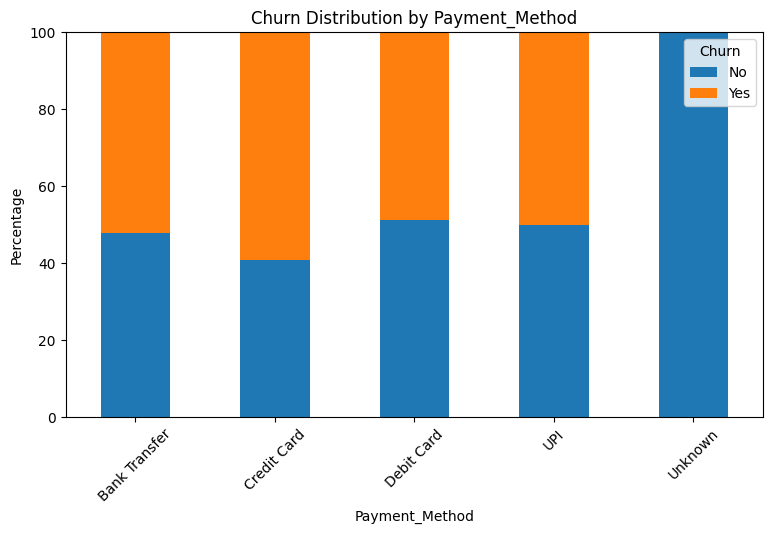 Churn Distribution by Payment_Method
Churn
No
Yes
Percentage
100
80
60
40
20
0
Bank Transfer
Credit Card
Debit Card
UPI
Unknown
Payment_Method